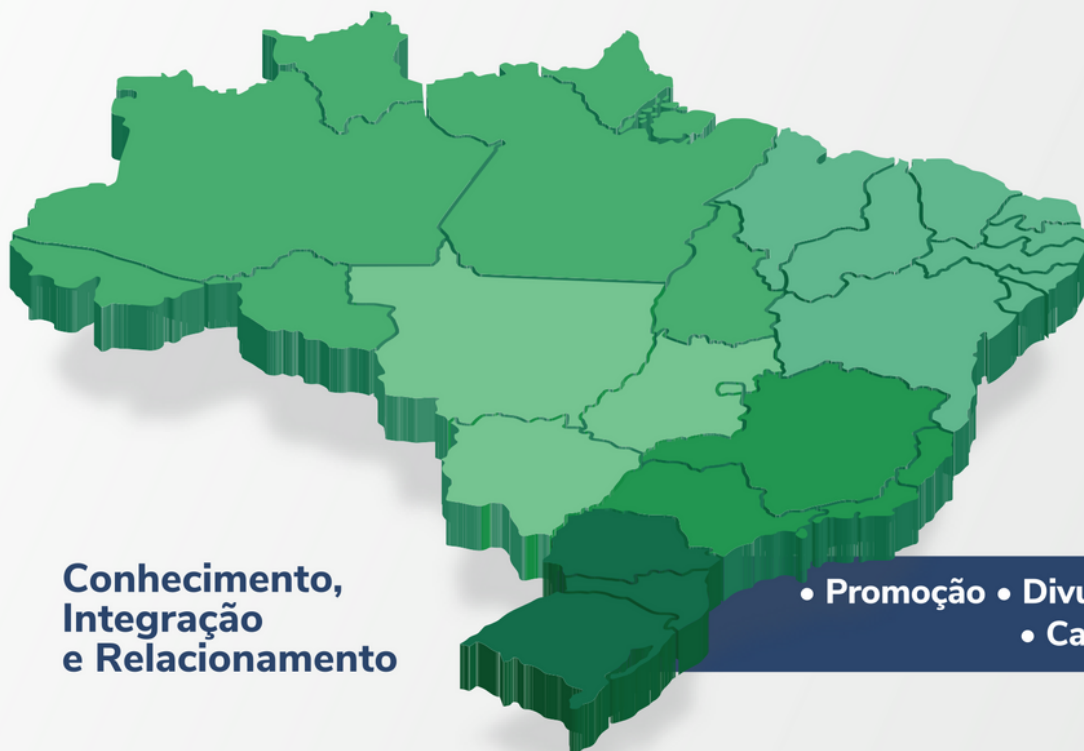 Conhecimento,
Integração
e Relacionamento
• Promoção •
•